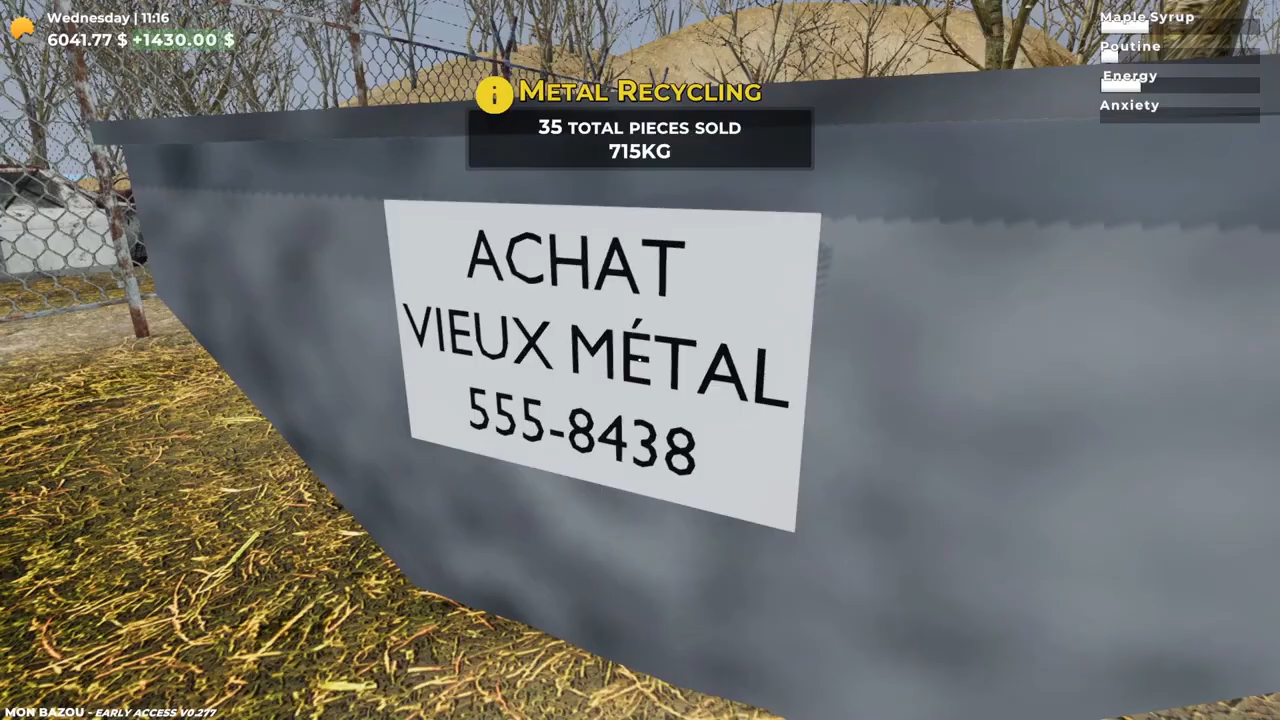 Wednesday | 11:16
6041.77 $ +1430.00 $
Maple Syrup
Poutine
Energy
Anxiety
METAL RECYCLING
35 TOTAL PIECES SOLD
715KG
ACHAT
VIEUX MÉTAL
555-8438
MON BAZOU - EARLY ACCESS V0.277